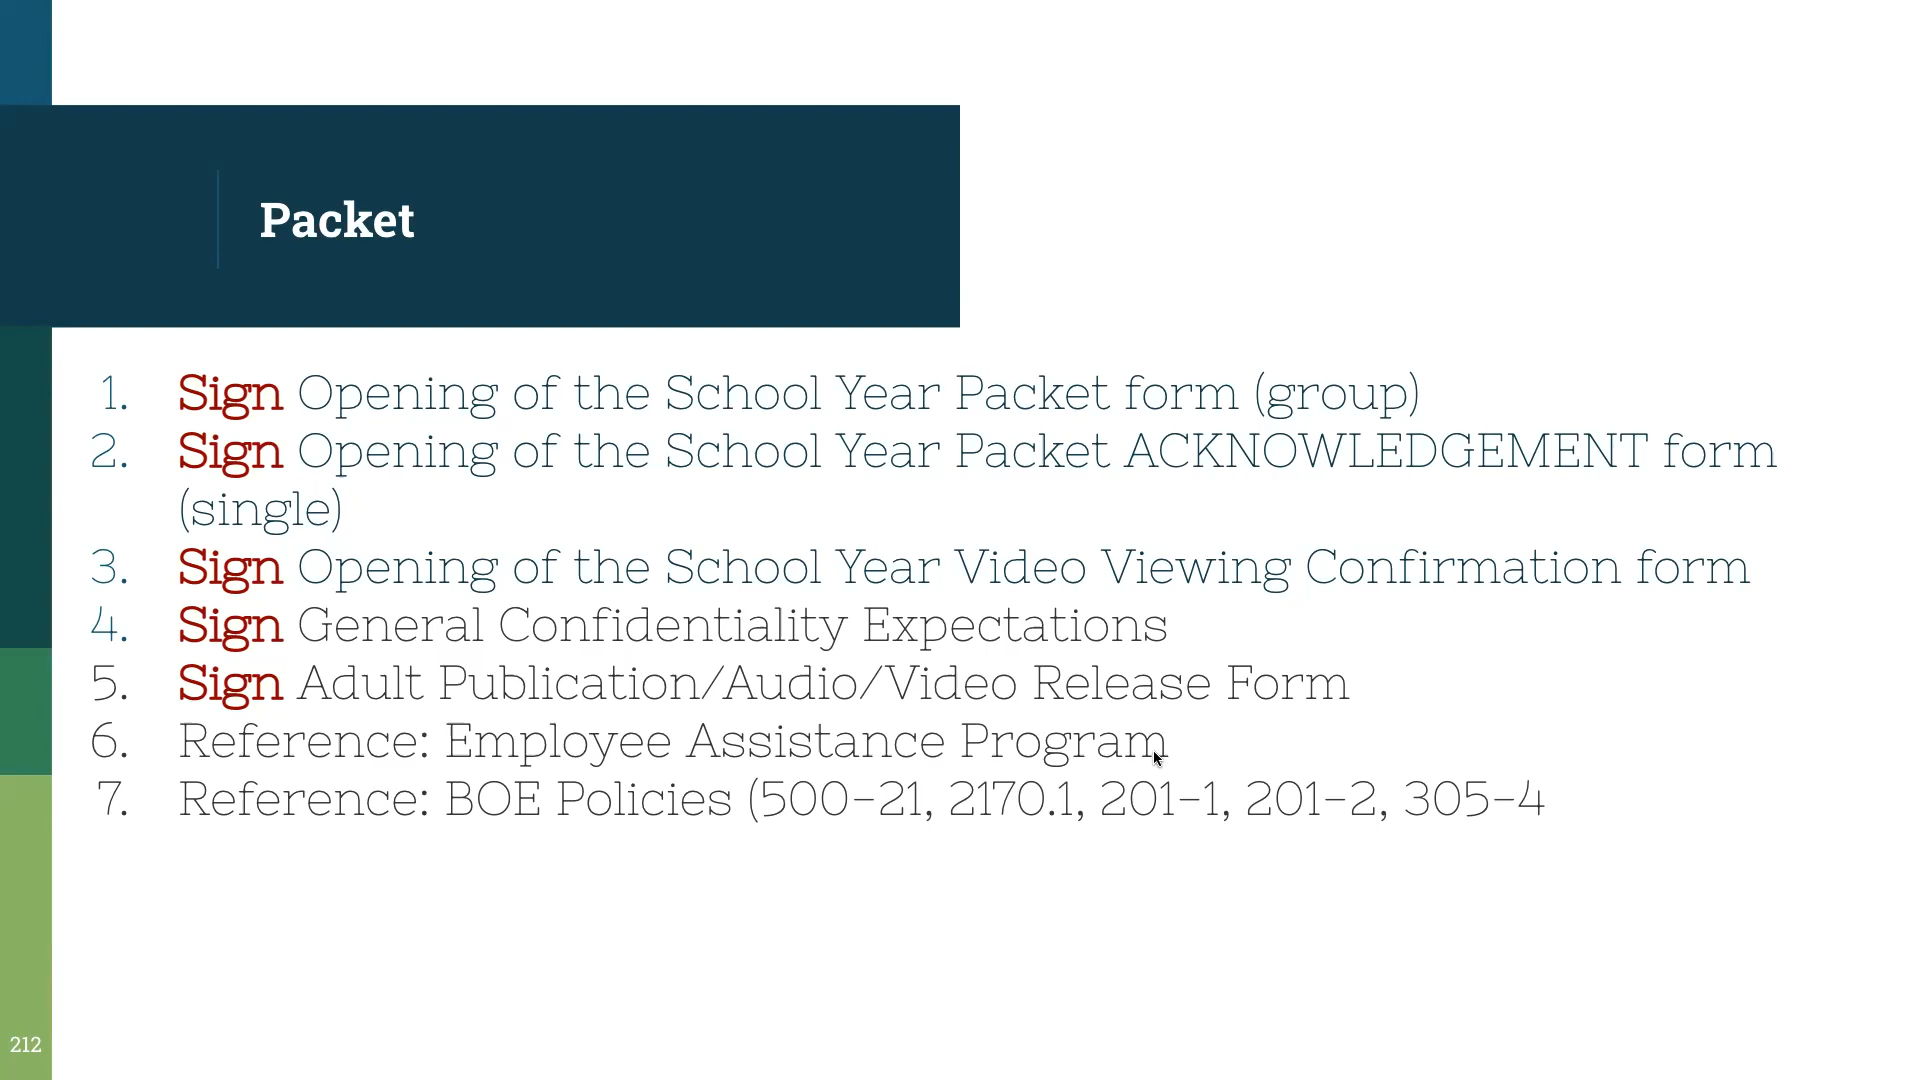 Packet
1. Sign Opening of the School Year Packet form (group)
2. Sign Opening of the School Year Packet ACKNOWLEDGEMENT form
(single)
3. Sign Opening of the School Year Video Viewing Confirmation form
4. Sign General Confidentiality Expectations
5. Sign Adult Publication/Audio/Video Release Form
6. Reference: Employee Assistance Program
7. Reference: BOE Policies (500-21, 2170.1, 201-1, 201-2, 305-4
212